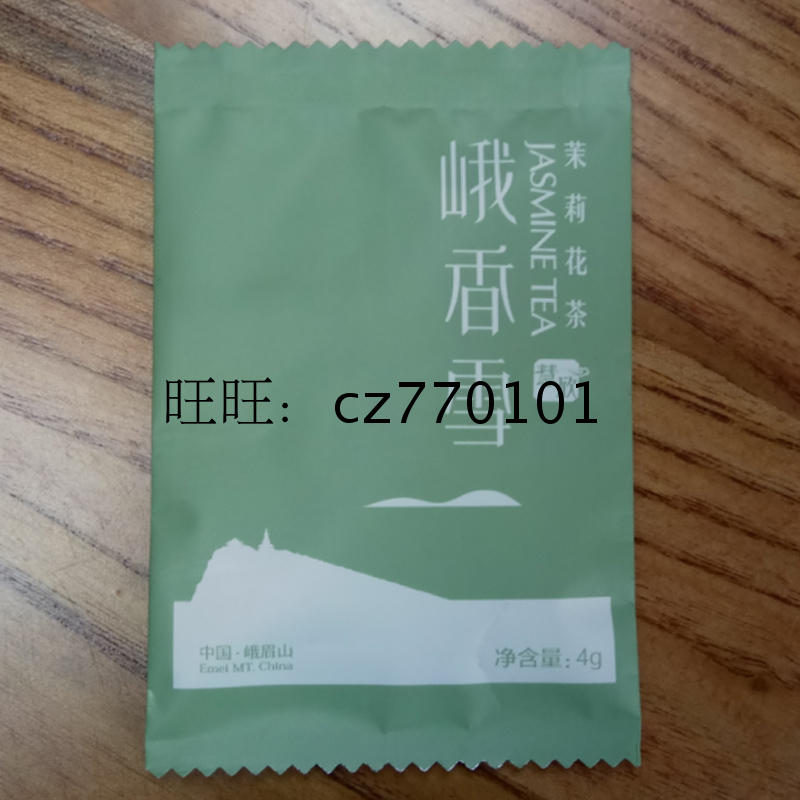 茉莉花茶
JASMINE TEA
峨香雪
旺旺：cz770101
中国·峨眉山
Emei MT. China
净含量：4g